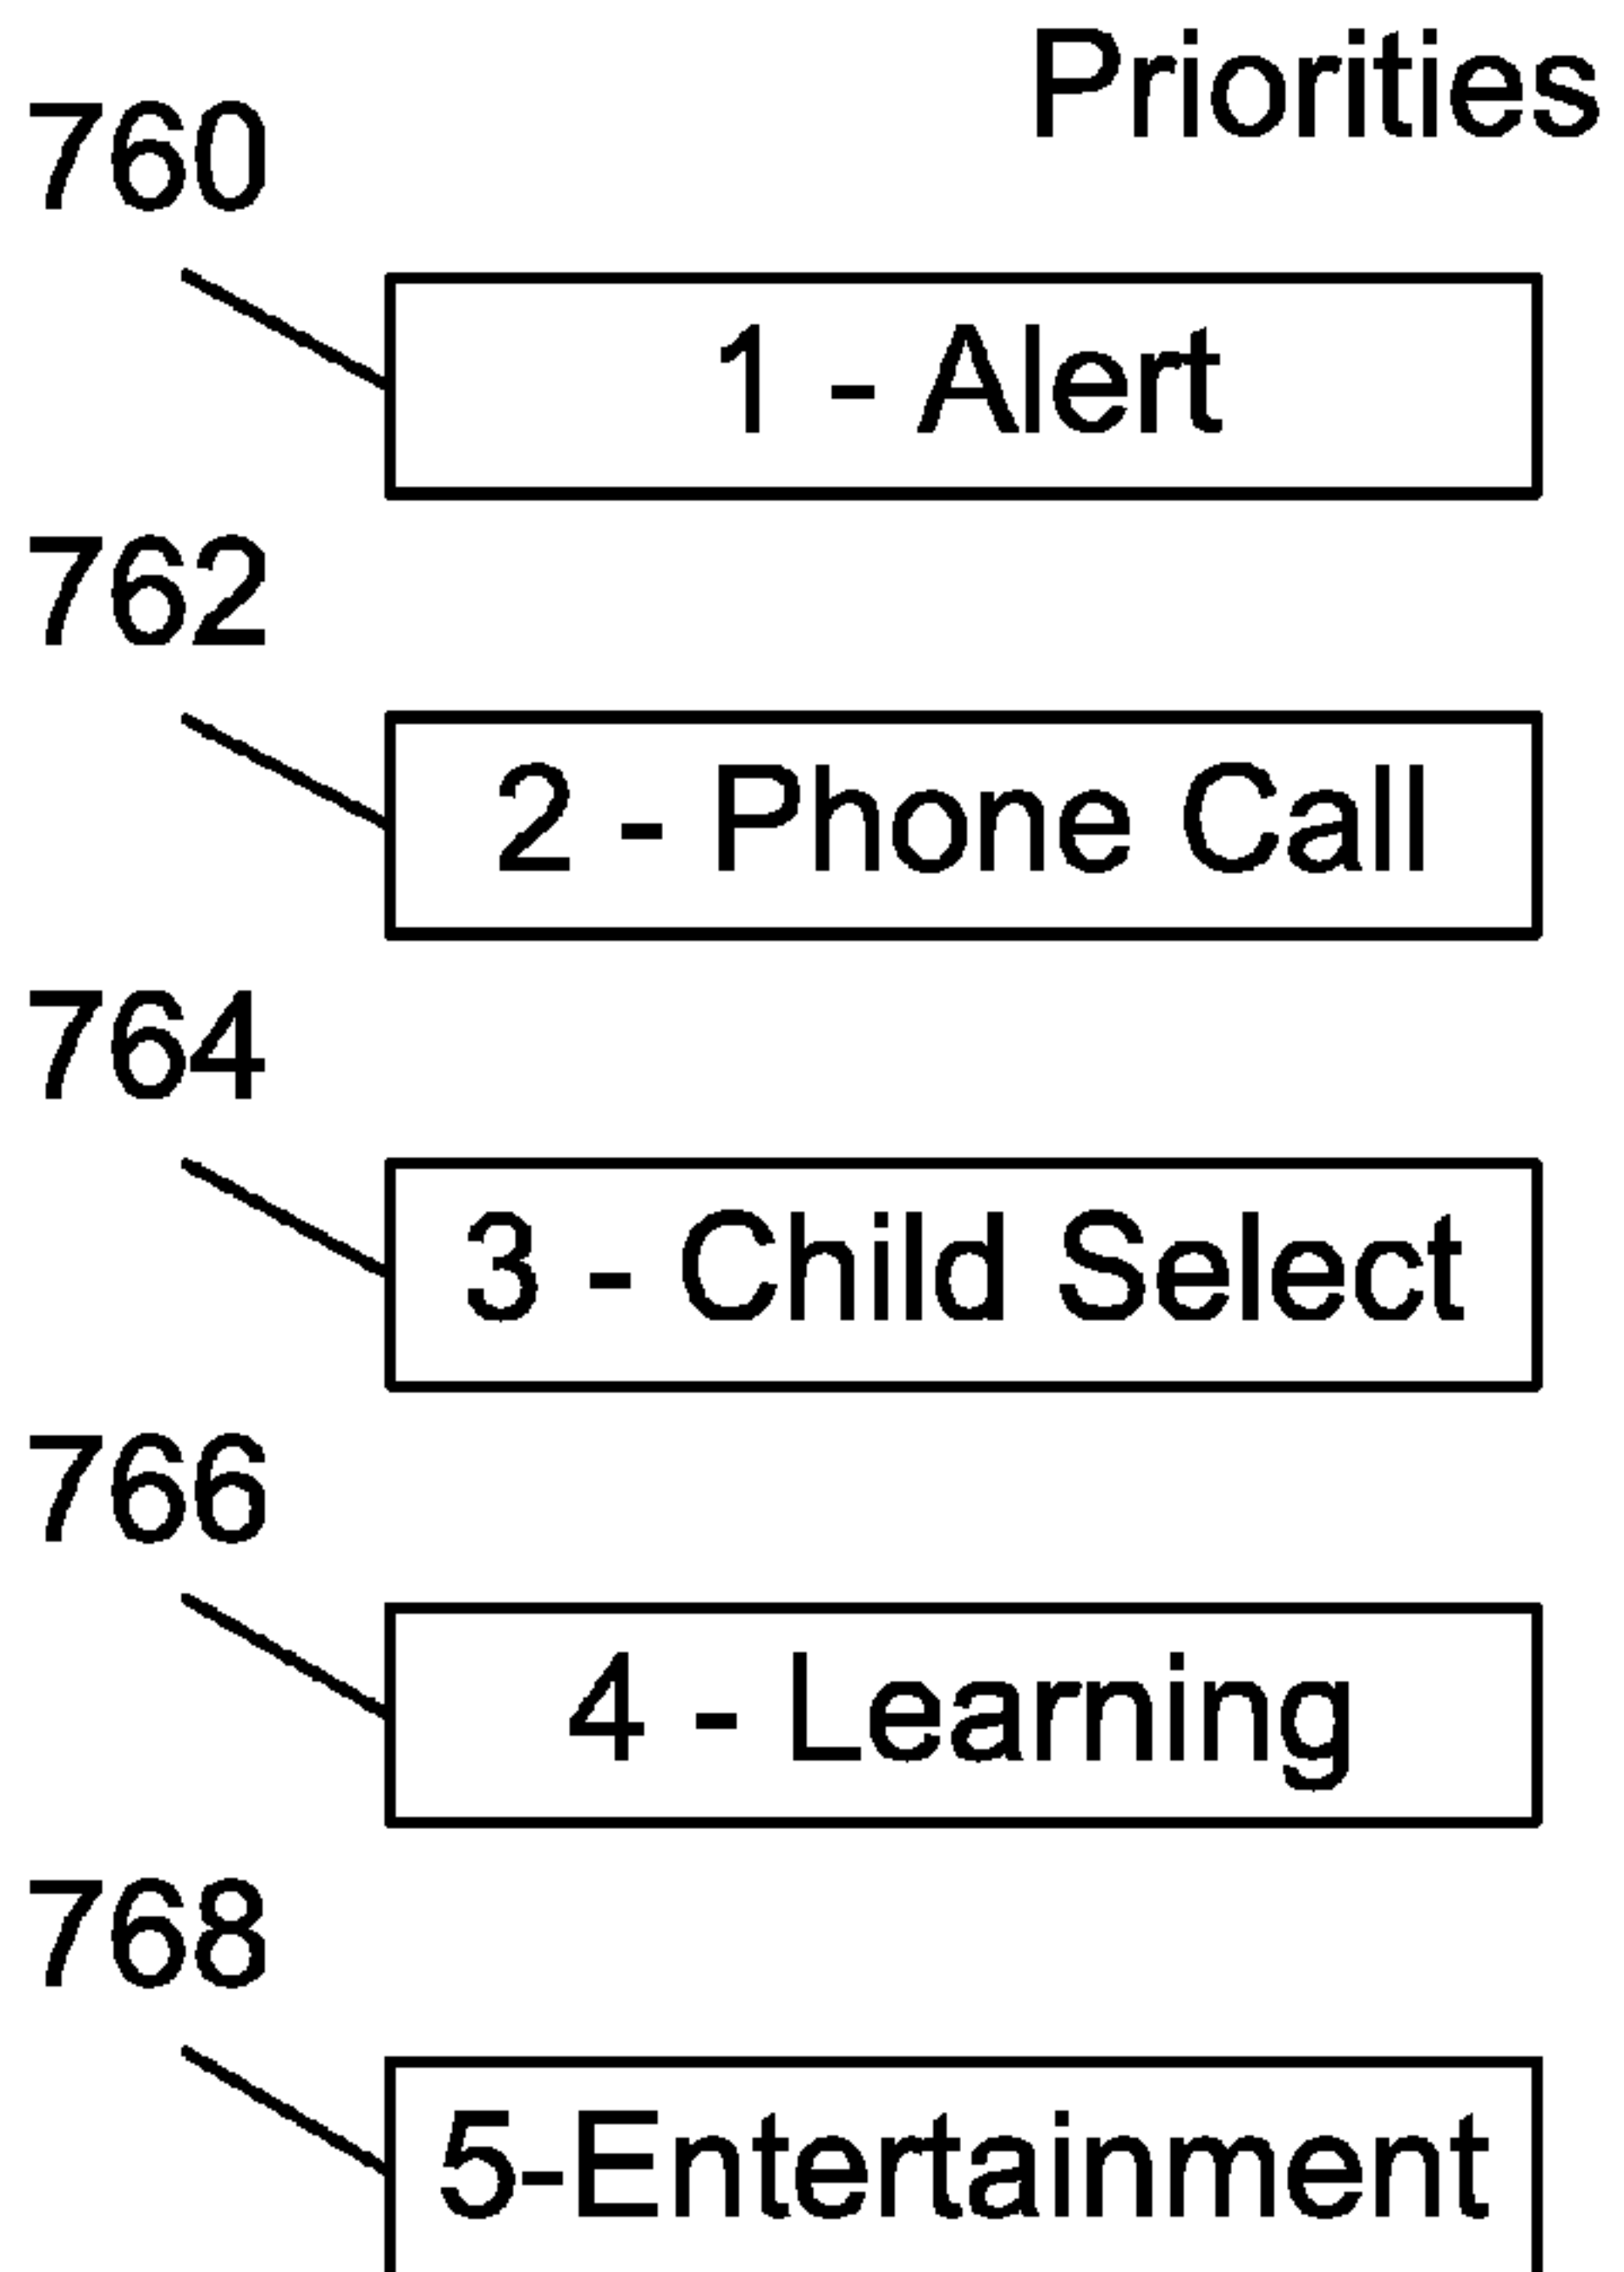 Priorities
760
1 - Alert
762
2 - Phone Call
764
3 - Child Select
766
4 - Learning
768
5-Entertainment